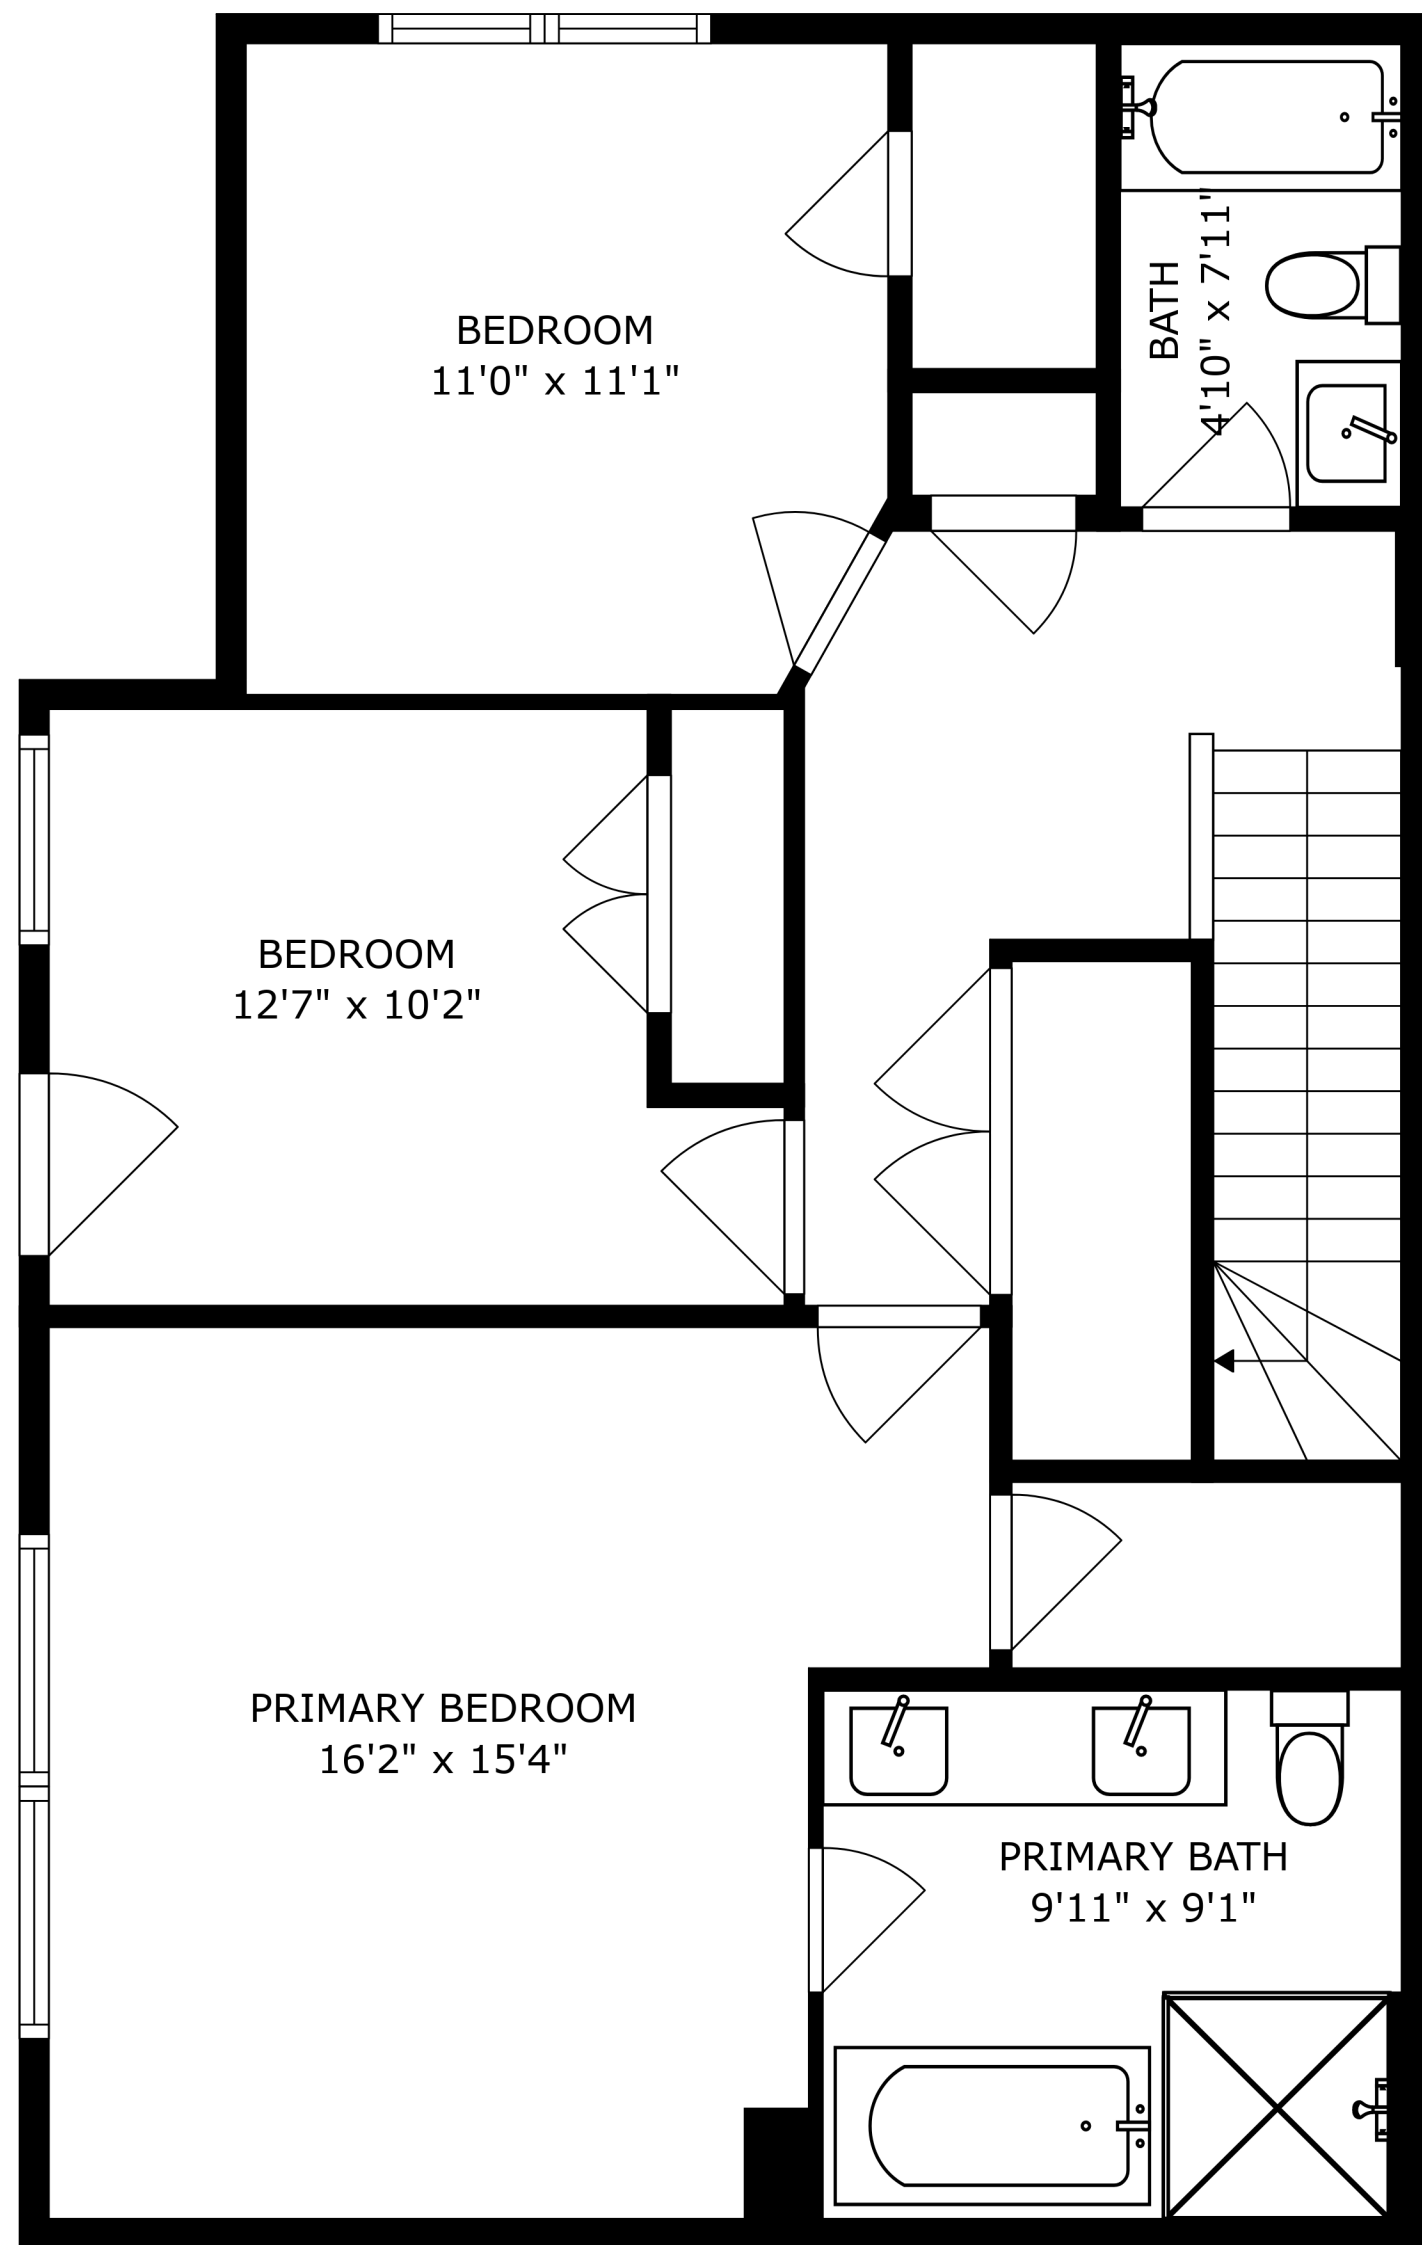 BATH
4'10" x 7'11"
BEDROOM
11'0" x 11'1"
BEDROOM
12'7" x 10'2"
PRIMARY BEDROOM
16'2" x 15'4"
PRIMARY BATH
9'11" x 9'1"